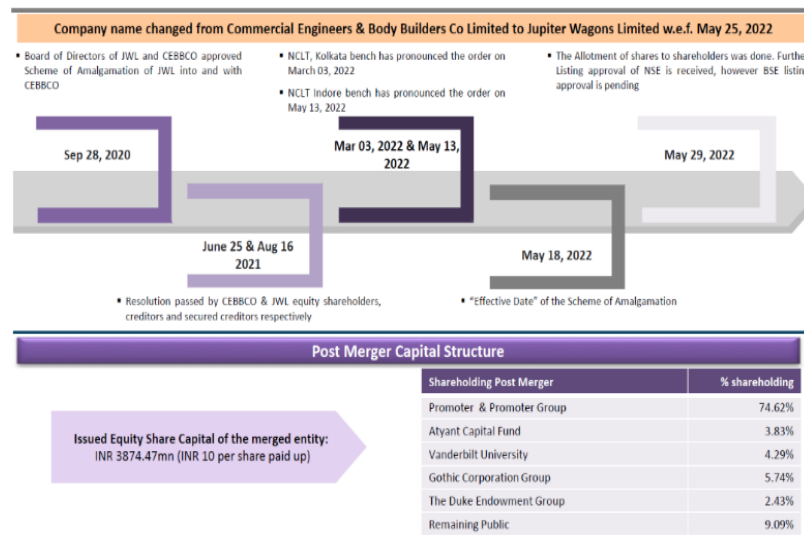 Company name changed from Commercial Engineers & Body Builders Co Limited to Jupiter Wagons Limited w.e.f. May 25, 2022
▪ Board of Directors of JWL and CEBBCO approved
Scheme of Amalgamation of JWL into and with
CEBBCO
▪ NCLT, Kolkata bench has pronounced the order on
March 03, 2022
▪ NCLT Indore bench has pronounced the order on
May 13, 2022
▪ The Allotment of shares to shareholders was done. Furthe
Listing approval of NSE is received, however BSE listin
approval is pending
Sep 28, 2020
Mar 03, 2022 & May 13,
2022
May 29, 2022
June 25 & Aug 16
2021
May 18, 2022
▪ Resolution passed by CEBBCO & JWL equity shareholders,
creditors and secured creditors respectively
▪ "Effective Date" of the Scheme of Amalgamation
Post Merger Capital Structure
Issued Equity Share Capital of the merged entity:
INR 3874.47mn (INR 10 per share paid up)
Shareholding Post Merger % shareholding
Promoter & Promoter Group 74.62%
Atyant Capital Fund 3.83%
Vanderbilt University 4.29%
Gothic Corporation Group 5.74%
The Duke Endowment Group 2.43%
Remaining Public 9.09%